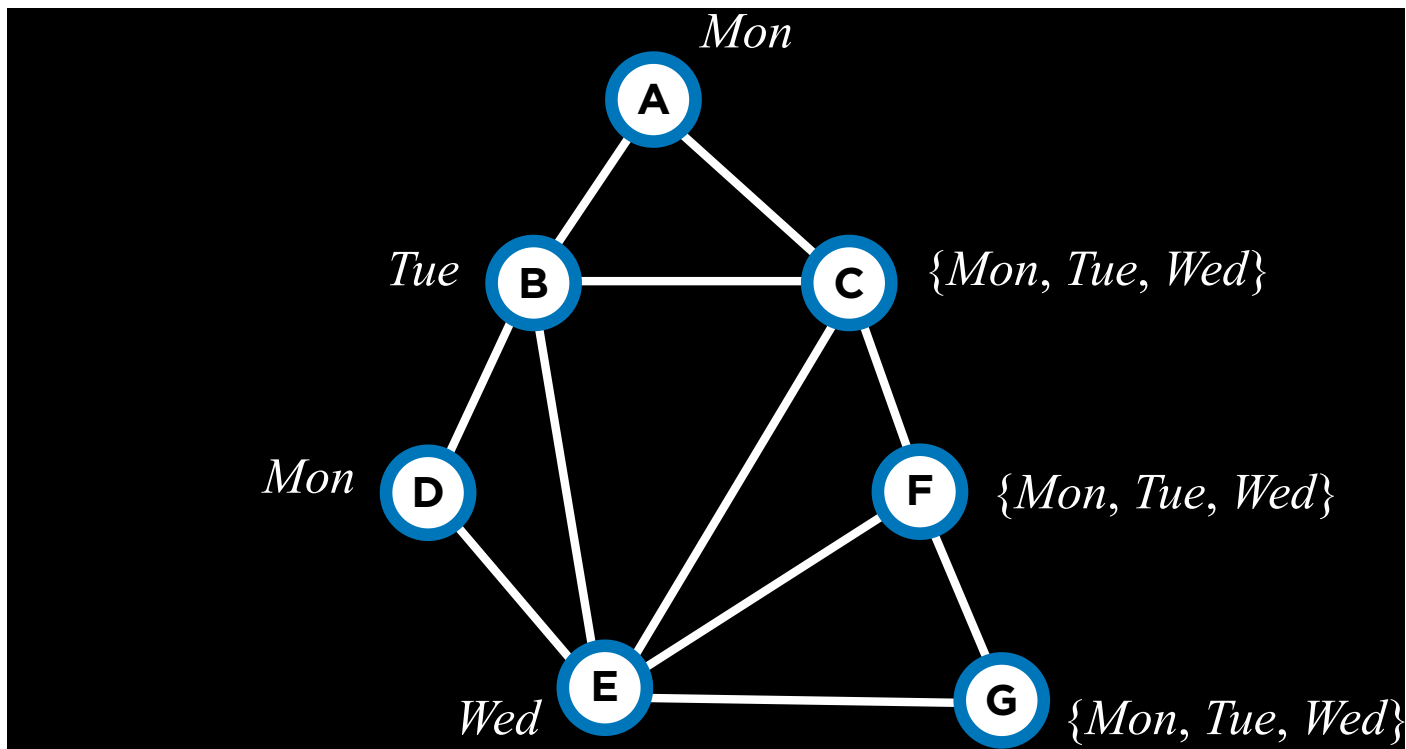 Mon
A
Tue
B
C
{Mon, Tue, Wed}
Mon
D
F
{Mon, Tue, Wed}
Wed
E
G
{Mon, Tue, Wed}